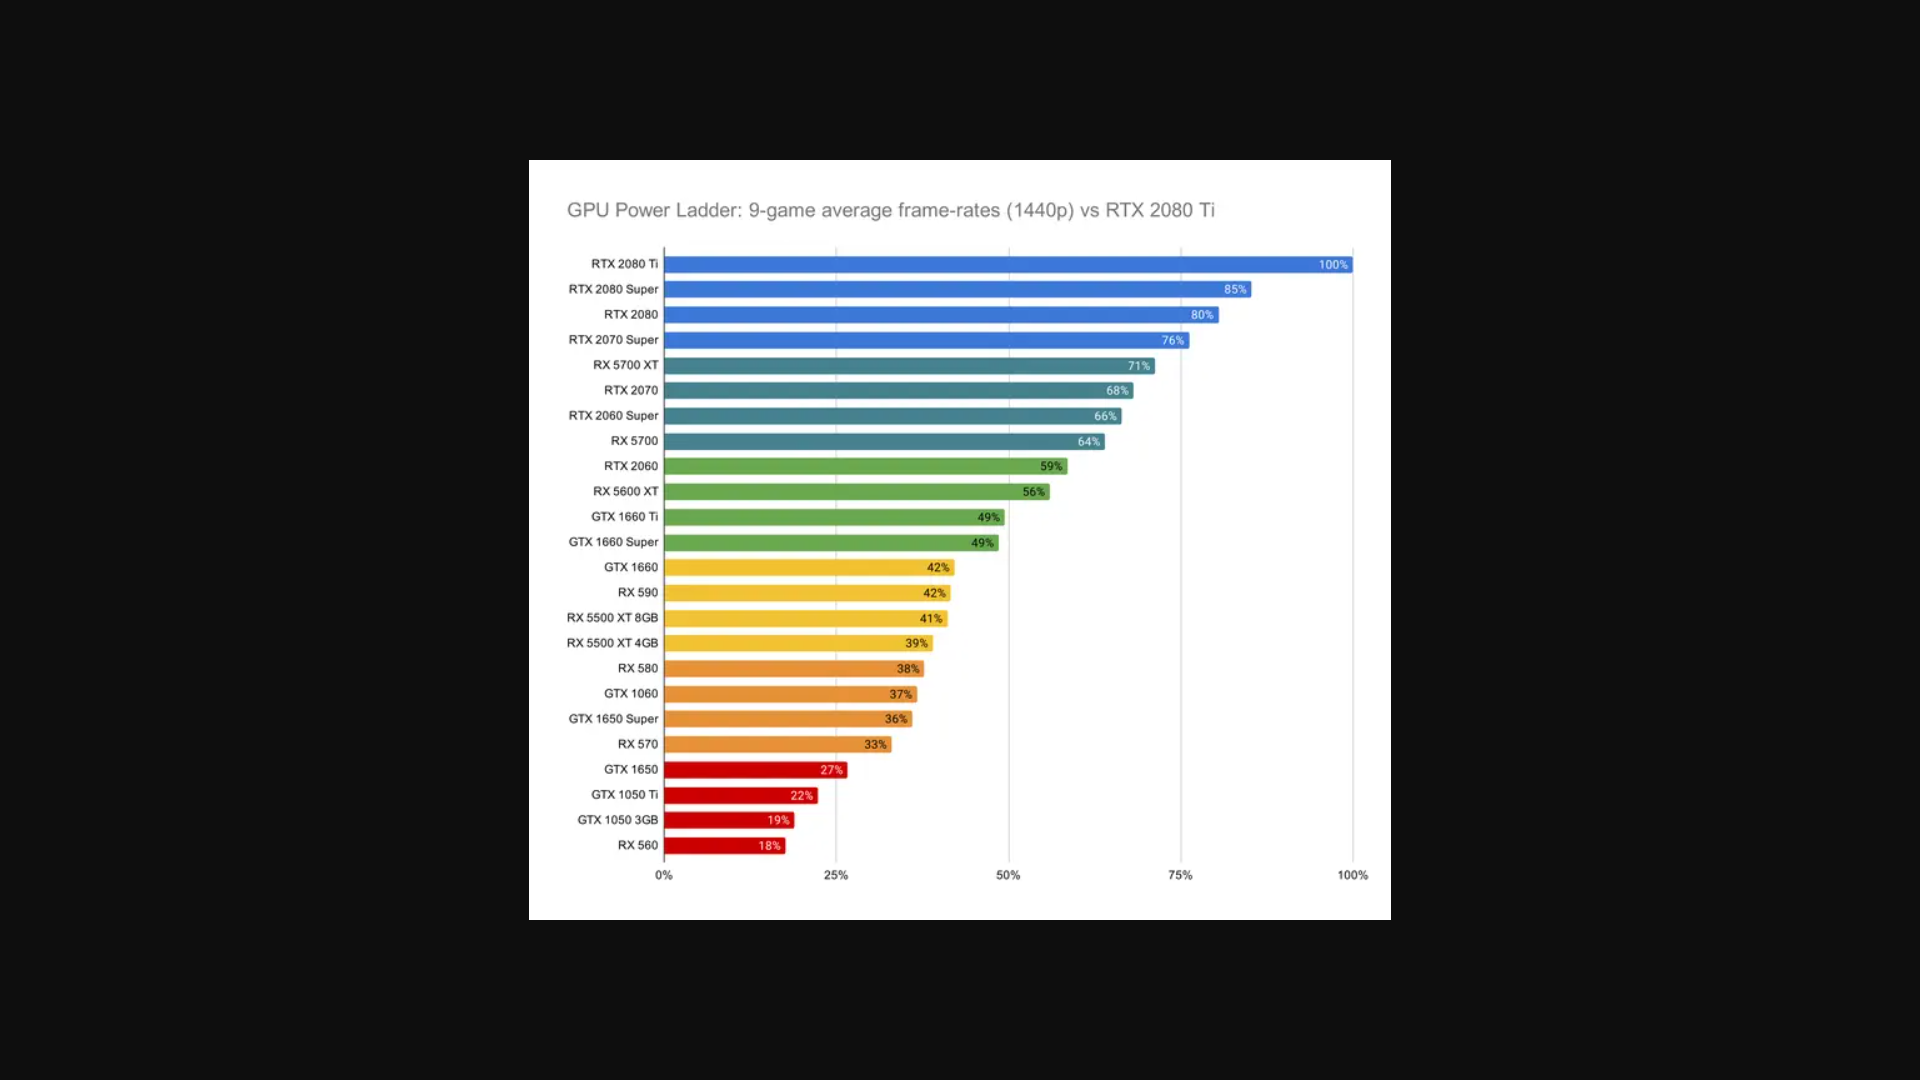 GPU Power Ladder: 9-game average frame-rates (1440p) vs RTX 2080 Ti
RTX 2080 Ti 100%
RTX 2080 Super 85%
RTX 2080 80%
RTX 2070 Super 76%
RX 5700 XT 71%
RTX 2070 68%
RTX 2060 Super 66%
RX 5700 64%
RTX 2060 59%
RX 5600 XT 56%
GTX 1660 Ti 49%
GTX 1660 Super 49%
GTX 1660 42%
RX 590 42%
RX 5500 XT 8GB 41%
RX 5500 XT 4GB 39%
RX 580 38%
GTX 1060 37%
GTX 1650 Super 36%
RX 570 33%
GTX 1650 27%
GTX 1050 Ti 22%
GTX 1050 3GB 19%
RX 560 18%
0% 25% 50% 75% 100%